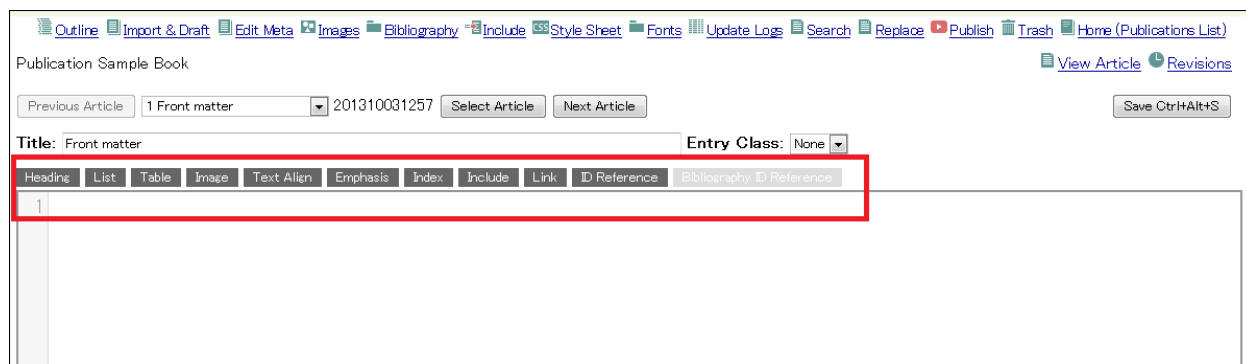 Outline Import & Draft Edit Meta Images Bibliography Include CSS Style Sheet Fonts Update Logs Search Replace Publish Trash Home (Publications List)
Publication Sample Book View Article Revisions
Previous Article 1 Front matter 201310031257 Select Article Next Article Save Ctrl+Alt+S
Title: Front matter Entry Class: None
Heading List Table Image Text Align Emphasis Index Include Link ID Reference Bibliography ID Reference
1